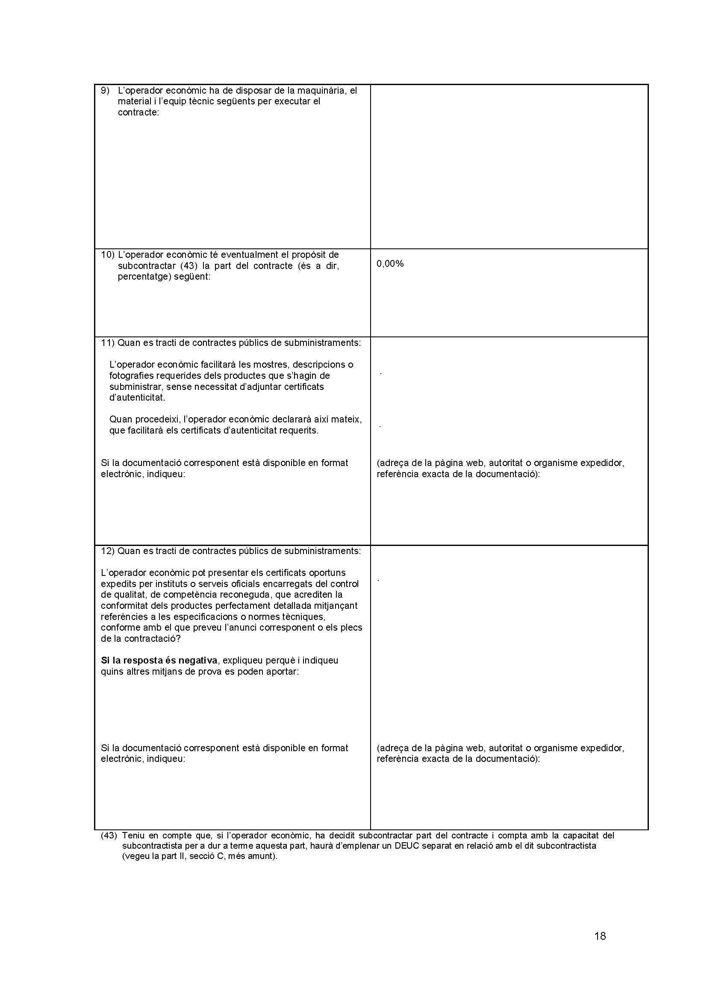 9) L’operador econòmic ha de disposar de la maquinària, el
material i l’equip tècnic següents per executar el
contracte:
10) L’operador econòmic té eventualment el propòsit de
subcontractar (43) la part del contracte (és a dir,
percentatge) següent:
0,00%
11) Quan es tracti de contractes públics de subministraments:
L’operador econòmic facilitarà les mostres, descripcions o
fotografies requerides dels productes que s’hagin de
subministrar, sense necessitat d’adjuntar certificats
d’autenticitat.
.
Quan procedeixi, l’operador econòmic declararà així mateix,
que facilitarà els certificats d’autenticitat requerits.
.
Si la documentació corresponent està disponible en format
electrònic, indiqueu:
(adreça de la pàgina web, autoritat o organisme expedidor,
referència exacta de la documentació):
12) Quan es tracti de contractes públics de subministraments:
L’operador econòmic pot presentar els certificats oportuns
expedits per instituts o serveis oficials encarregats del control
de qualitat, de competència reconeguda, que acrediten la
conformitat dels productes perfectament detallada mitjançant
referències a les especificacions o normes tècniques,
conforme amb el que preveu l’anunci corresponent o els plecs
de la contractació?
.
Si la resposta és negativa, expliqueu perquè i indiqueu
quins altres mitjans de prova es poden aportar:
Si la documentació corresponent està disponible en format
electrònic, indiqueu:
(adreça de la pàgina web, autoritat o organisme expedidor,
referència exacta de la documentació):
(43) Teniu en compte que, si l’operador econòmic, ha decidit subcontractar part del contracte i compta amb la capacitat del
subcontractista per a dur a terme aquesta part, haurà d’emplenar un DEUC separat en relació amb el dit subcontractista
(vegeu la part II, secció C, més amunt).
18